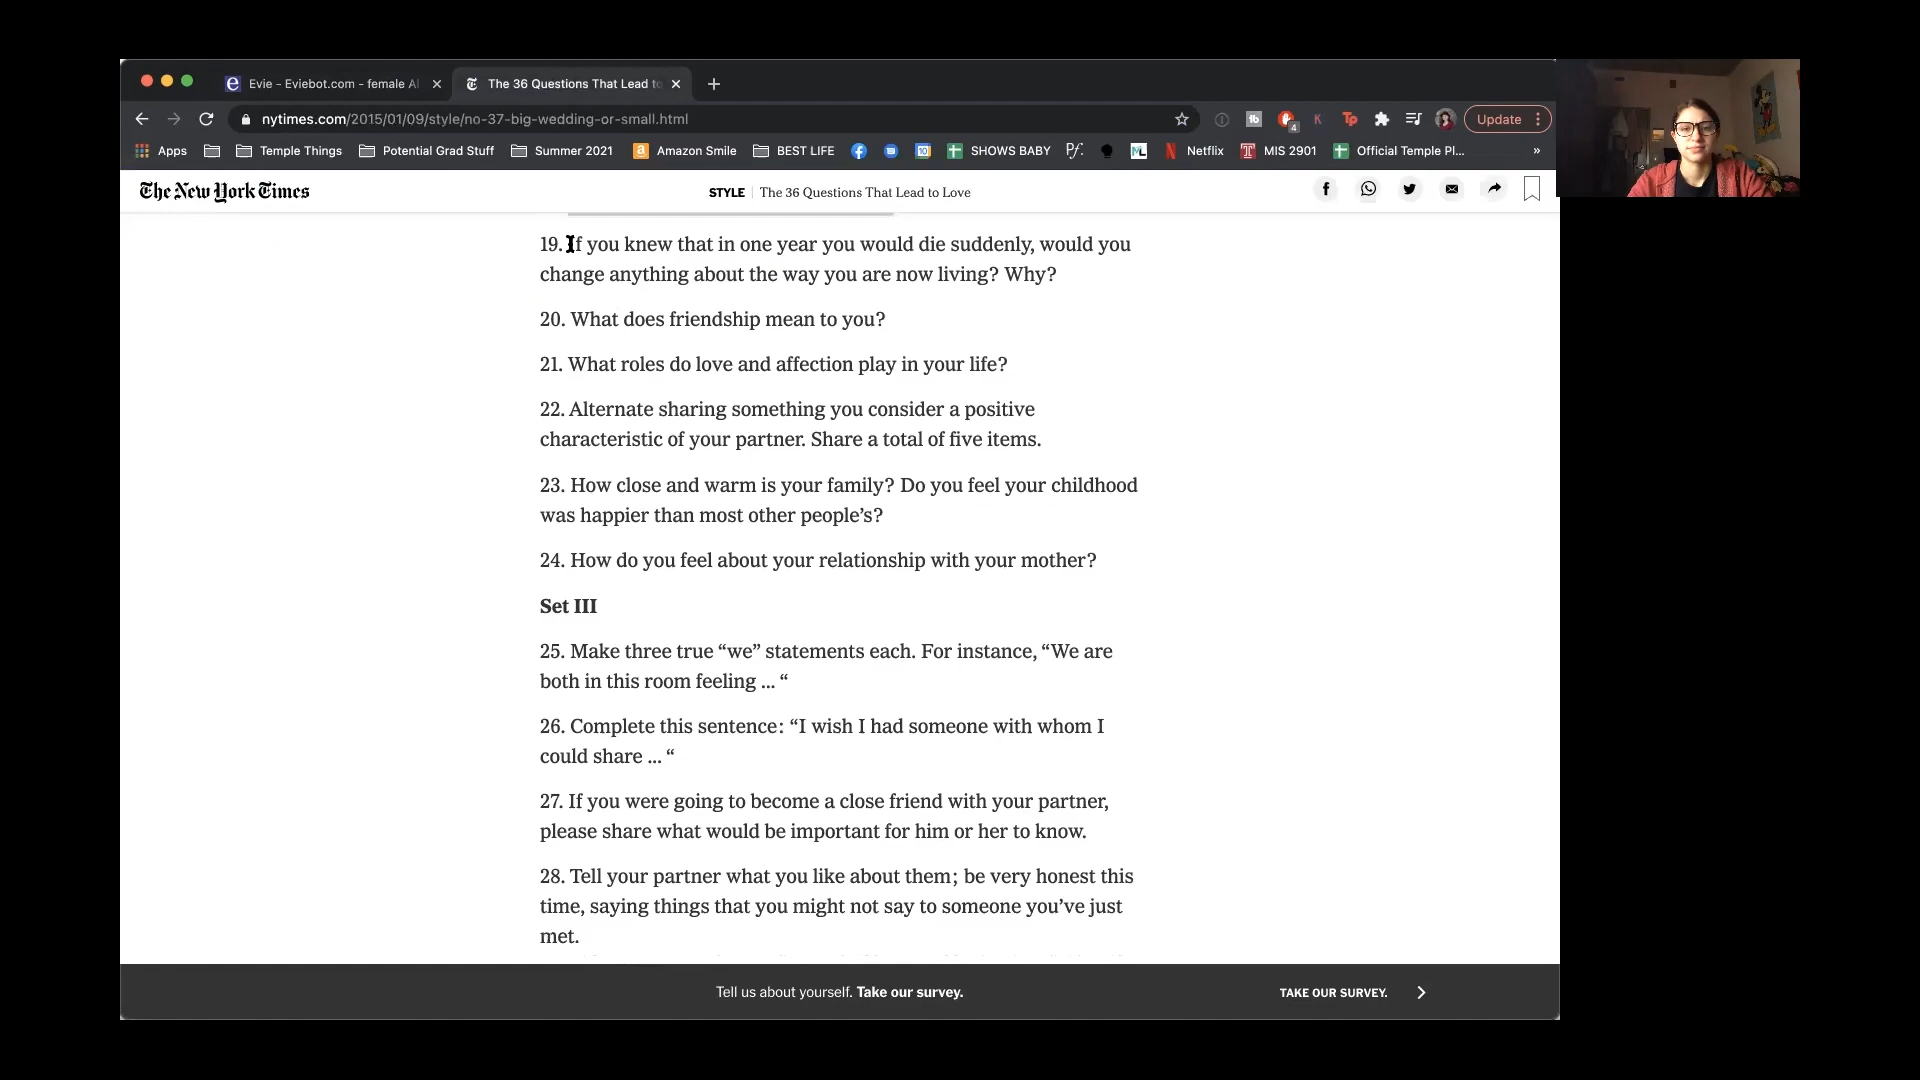 Evie - Eviebot.com - female AI
The 36 Questions That Lead to
nytimes.com/2015/01/09/style/no-37-big-wedding-or-small.html
4
Update
Apps
Temple Things
Potential Grad Stuff
Summer 2021
Amazon Smile
BEST LIFE
SHOWS BABY
Netflix
MIS 2901
Official Temple Pl...
»
The New York Times
STYLE | The 36 Questions That Lead to Love
19. If you knew that in one year you would die suddenly, would you
change anything about the way you are now living? Why?
20. What does friendship mean to you?
21. What roles do love and affection play in your life?
22. Alternate sharing something you consider a positive
characteristic of your partner. Share a total of five items.
23. How close and warm is your family? Do you feel your childhood
was happier than most other people’s?
24. How do you feel about your relationship with your mother?
Set III
25. Make three true “we” statements each. For instance, “We are
both in this room feeling ... “
26. Complete this sentence: “I wish I had someone with whom I
could share ... “
27. If you were going to become a close friend with your partner,
please share what would be important for him or her to know.
28. Tell your partner what you like about them; be very honest this
time, saying things that you might not say to someone you’ve just
met.
Tell us about yourself. Take our survey.
TAKE OUR SURVEY.